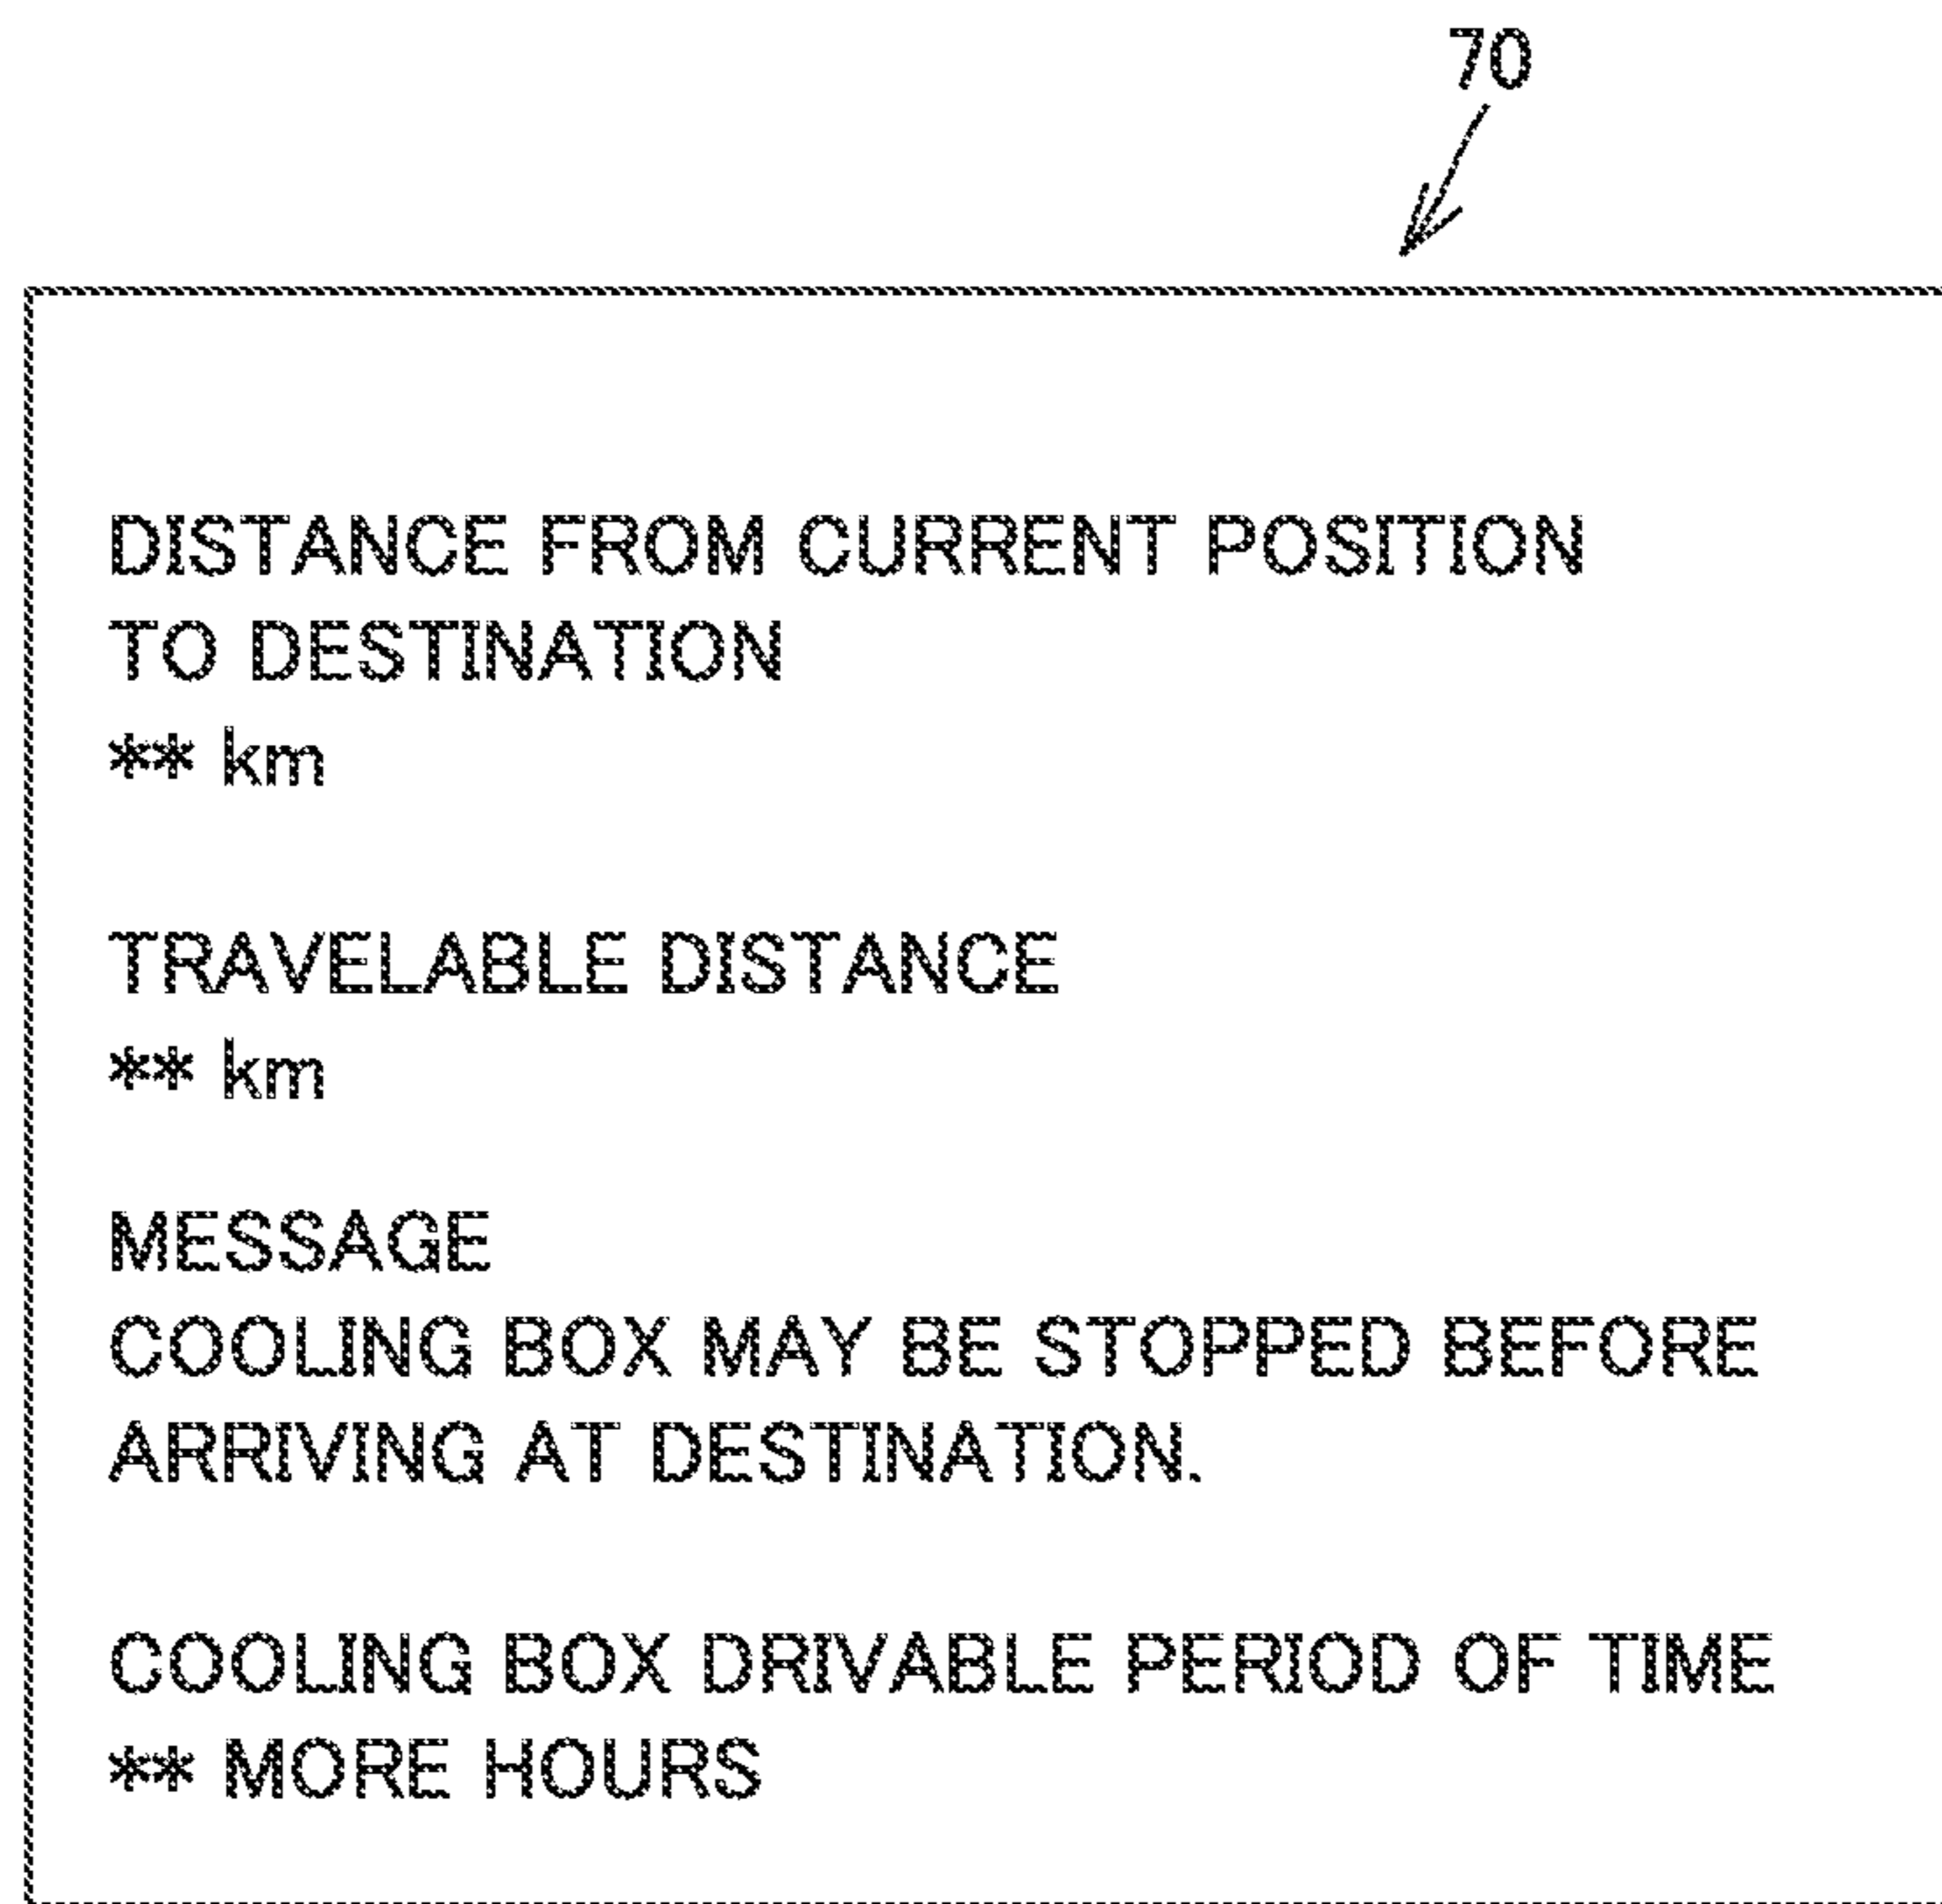 70
DISTANCE FROM CURRENT POSITION
TO DESTINATION
** km
TRAVELABLE DISTANCE
** km
MESSAGE
COOLING BOX MAY BE STOPPED BEFORE
ARRIVING AT DESTINATION.
COOLING BOX DRIVABLE PERIOD OF TIME
** MORE HOURS